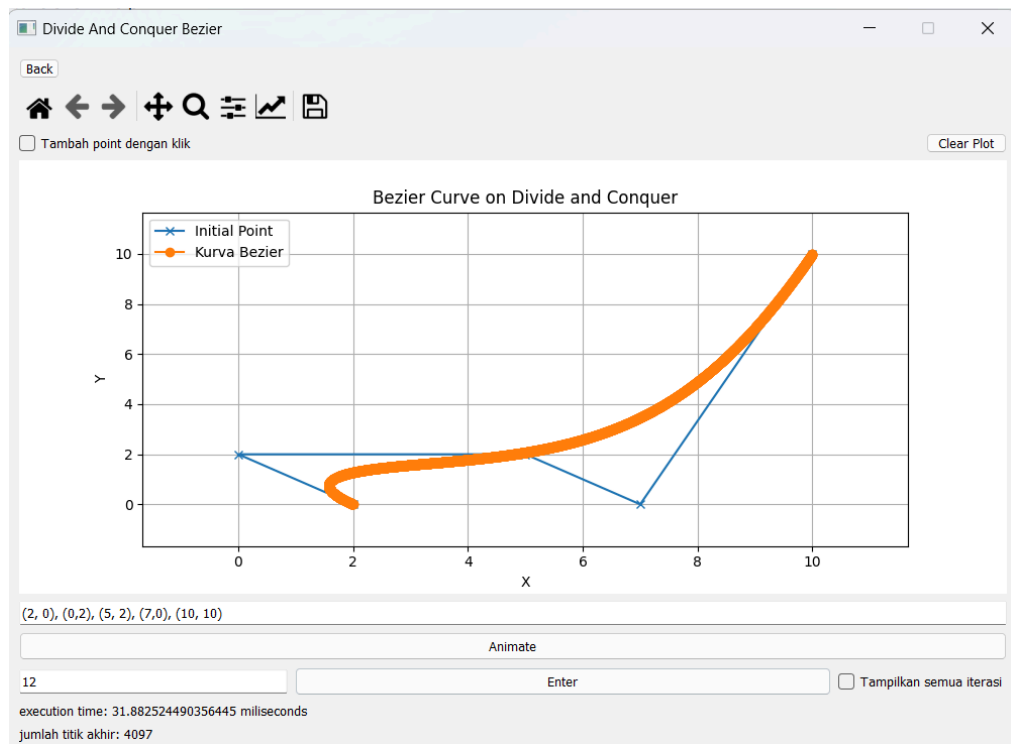 Divide And Conquer Bezier
Back
Tambah point dengan klik
Clear Plot
Bezier Curve on Divide and Conquer
Initial Point
Kurva Bezier
10
8
6
4
2
0
Y
0 2 4 6 8 10
X
(2, 0), (0,2), (5, 2), (7,0), (10, 10)
Animate
12
Enter
Tampilkan semua iterasi
execution time: 31.882524490356445 miliseconds
jumlah titik akhir: 4097